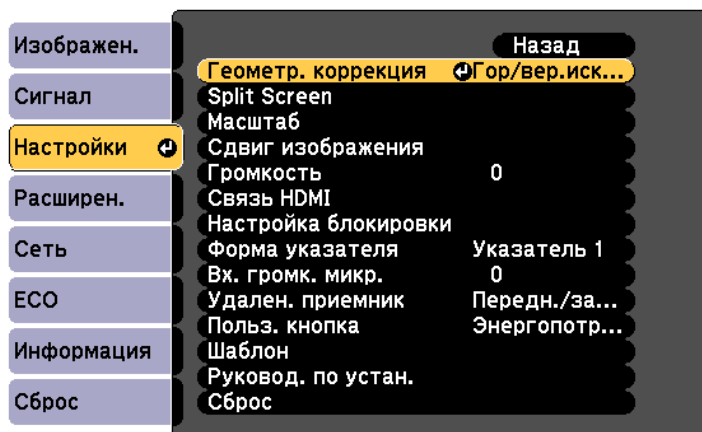 Изображен.
Сигнал
Настройки
Расширен.
Сеть
ECO
Информация
Сброс
Назад
Геометр. коррекция Гор/вер.иск...
Split Screen
Масштаб
Сдвиг изображения
Громкость 0
Связь HDMI
Настройка блокировки
Форма указателя Указатель 1
Вх. громк. микр. 0
Удален. приемник Передн./за...
Польз. кнопка Энергопотр...
Шаблон
Руковод. по устан.
Сброс